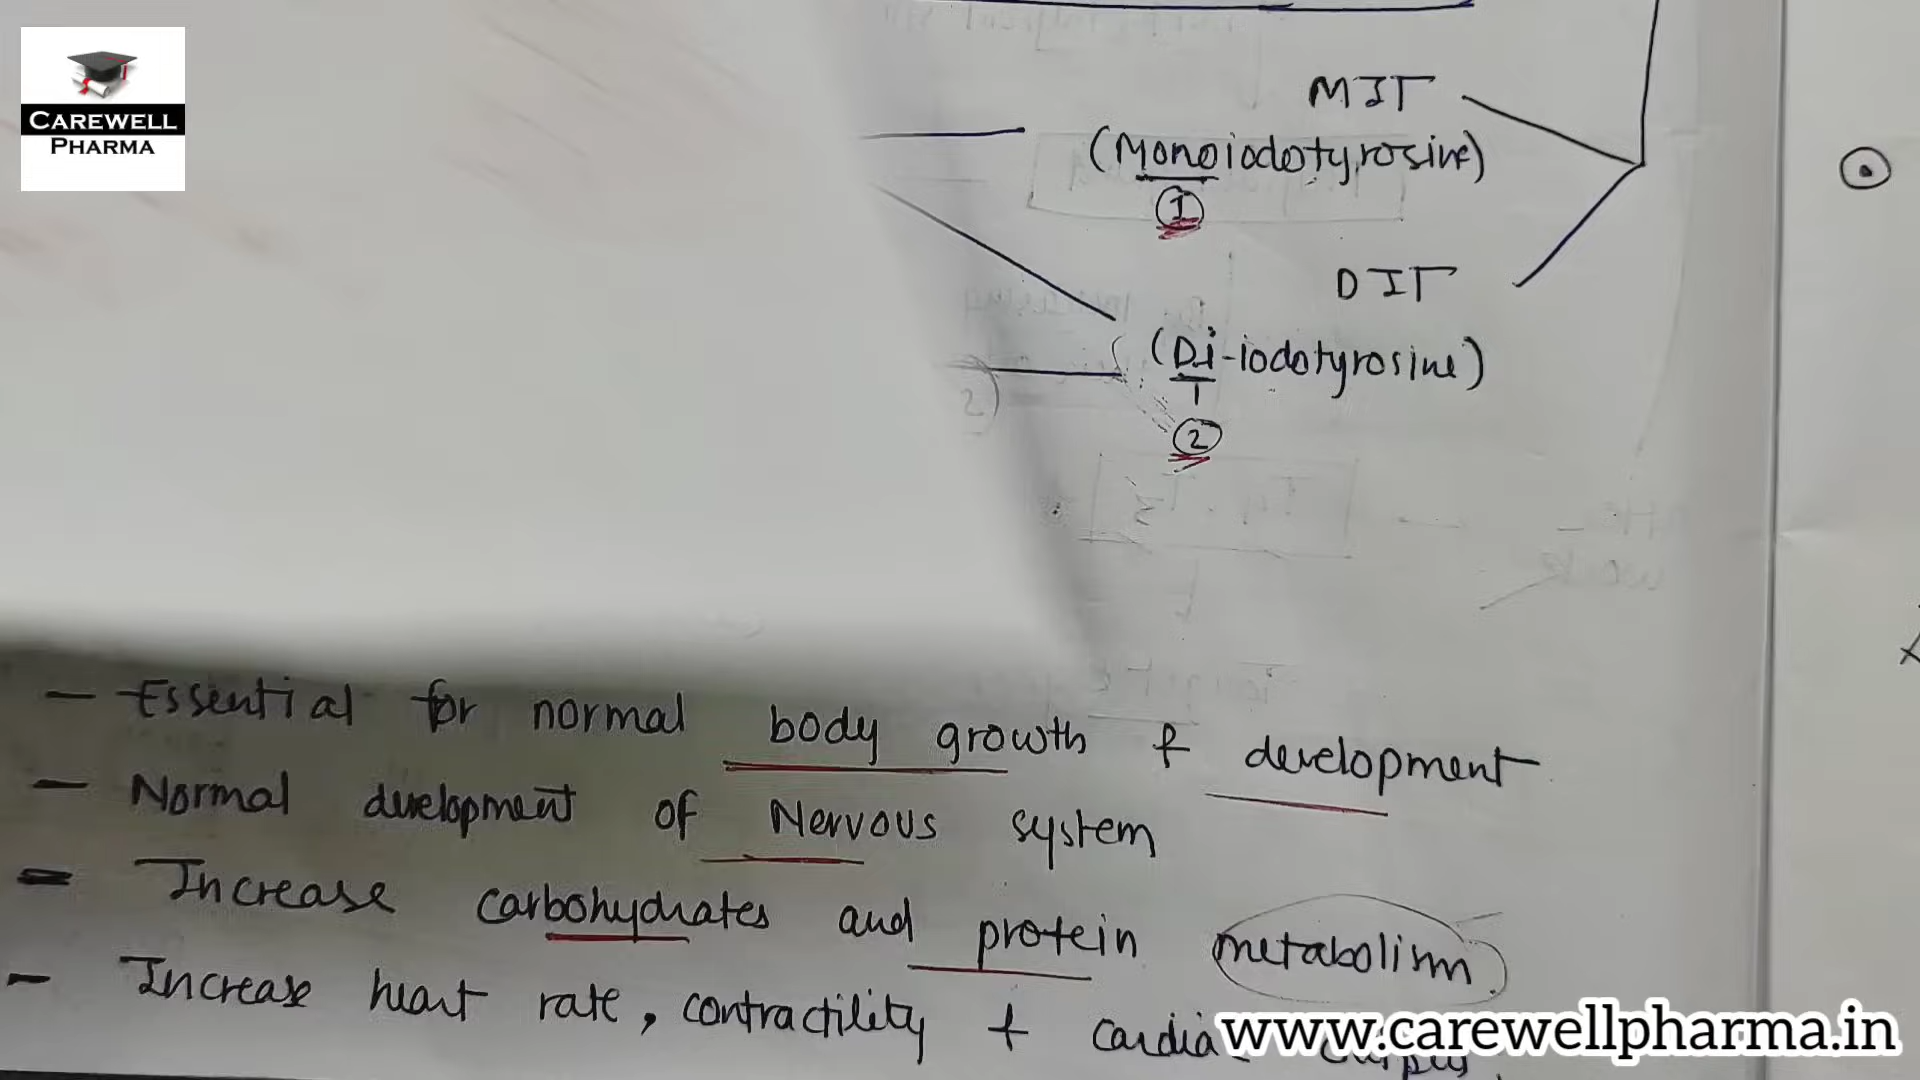 CAREWELL
PHARMA
MIT
(Monoiodotyrosine)
1
DIT
(Di-iodotyrosine)
2
- Essential for normal body growth & development
- Normal development of Nervous system
- Increase carbohydrates and protein metabolism
- Increase heart rate, contractility + cardiac
www.carewellpharma.in